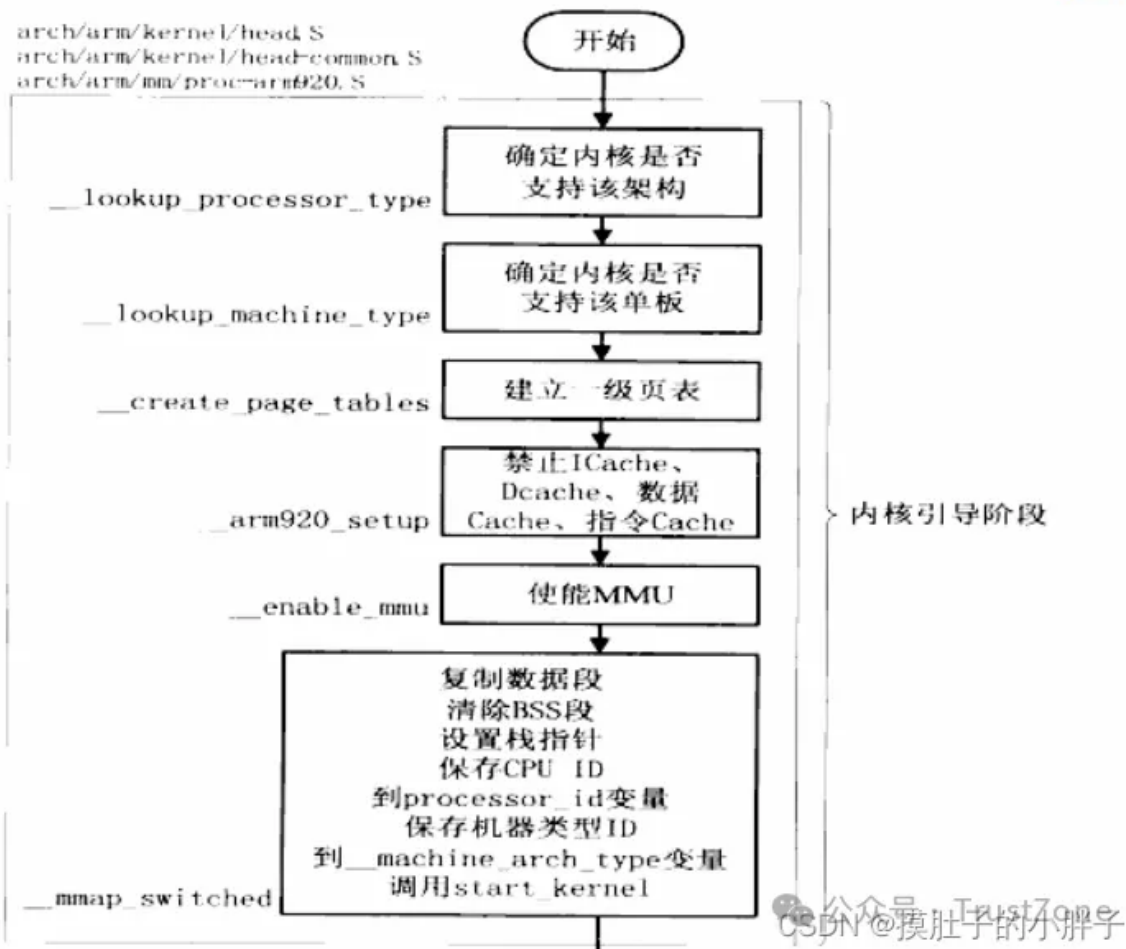 arch/arm/kernel/head.S
arch/arm/kernel/head-common.S
arch/arm/mm/proc-arm920.S
开始
确定内核是否
支持该架构
__lookup_processor_type
确定内核是否
支持该单板
__lookup_machine_type
建立一级页表
__create_page_tables
禁止ICache、
Dcache、数据
Cache、指令Cache
_arm920_setup
内核引导阶段
使能MMU
__enable_mmu
复制数据段
清除BSS段
设置栈指针
保存CPU ID
到processor_id变量
保存机器类型ID
到__machine_arch_type变量
调用start_kernel
__mmap_switched
公众号 · TrustZone
CSDN @摸肚子的小胖子